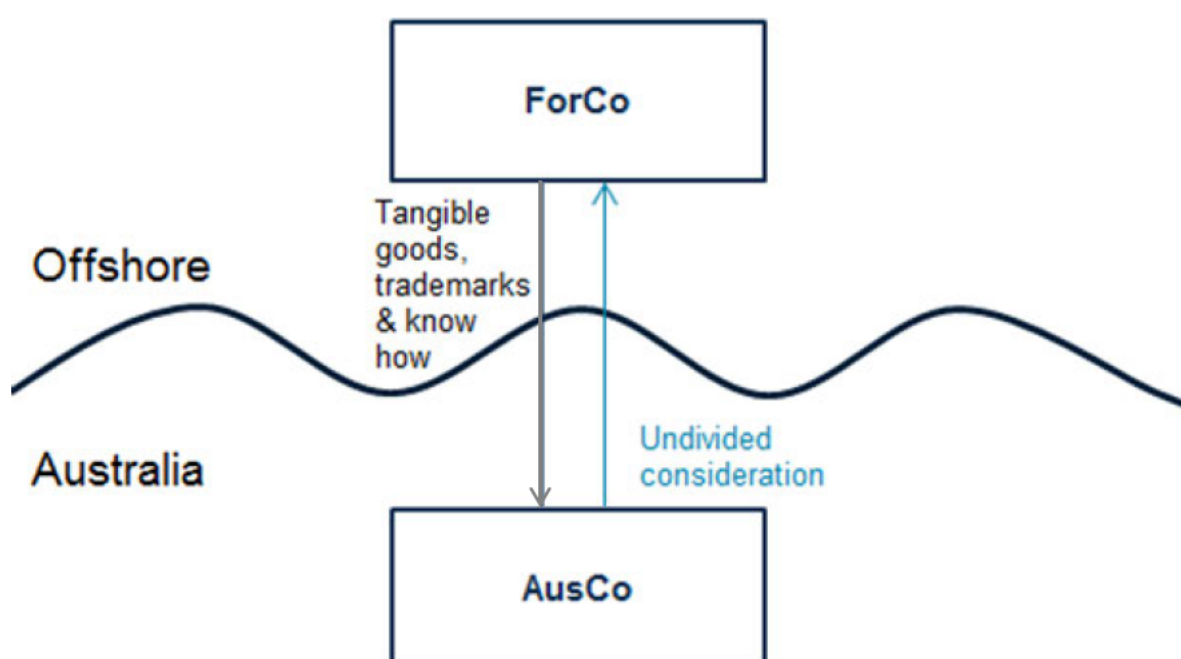 ForCo
Tangible
goods,
trademarks
& know
how
Offshore
Undivided
consideration
Australia
AusCo